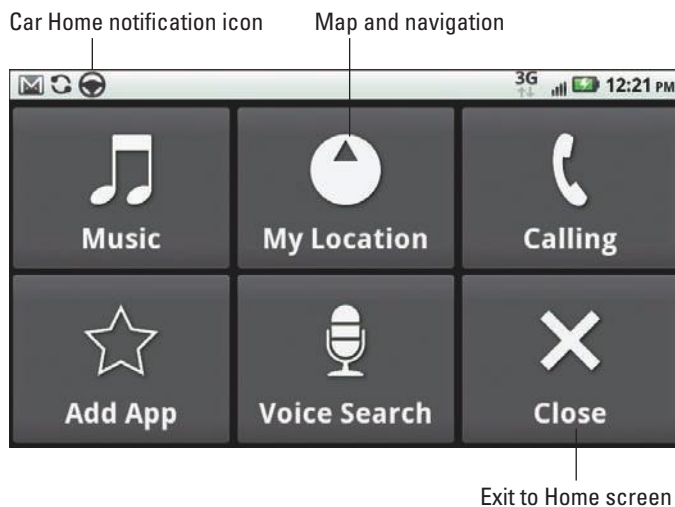 Car Home notification icon
Map and navigation
3G 12:21 PM
Music
My Location
Calling
Add App
Voice Search
Close
Exit to Home screen